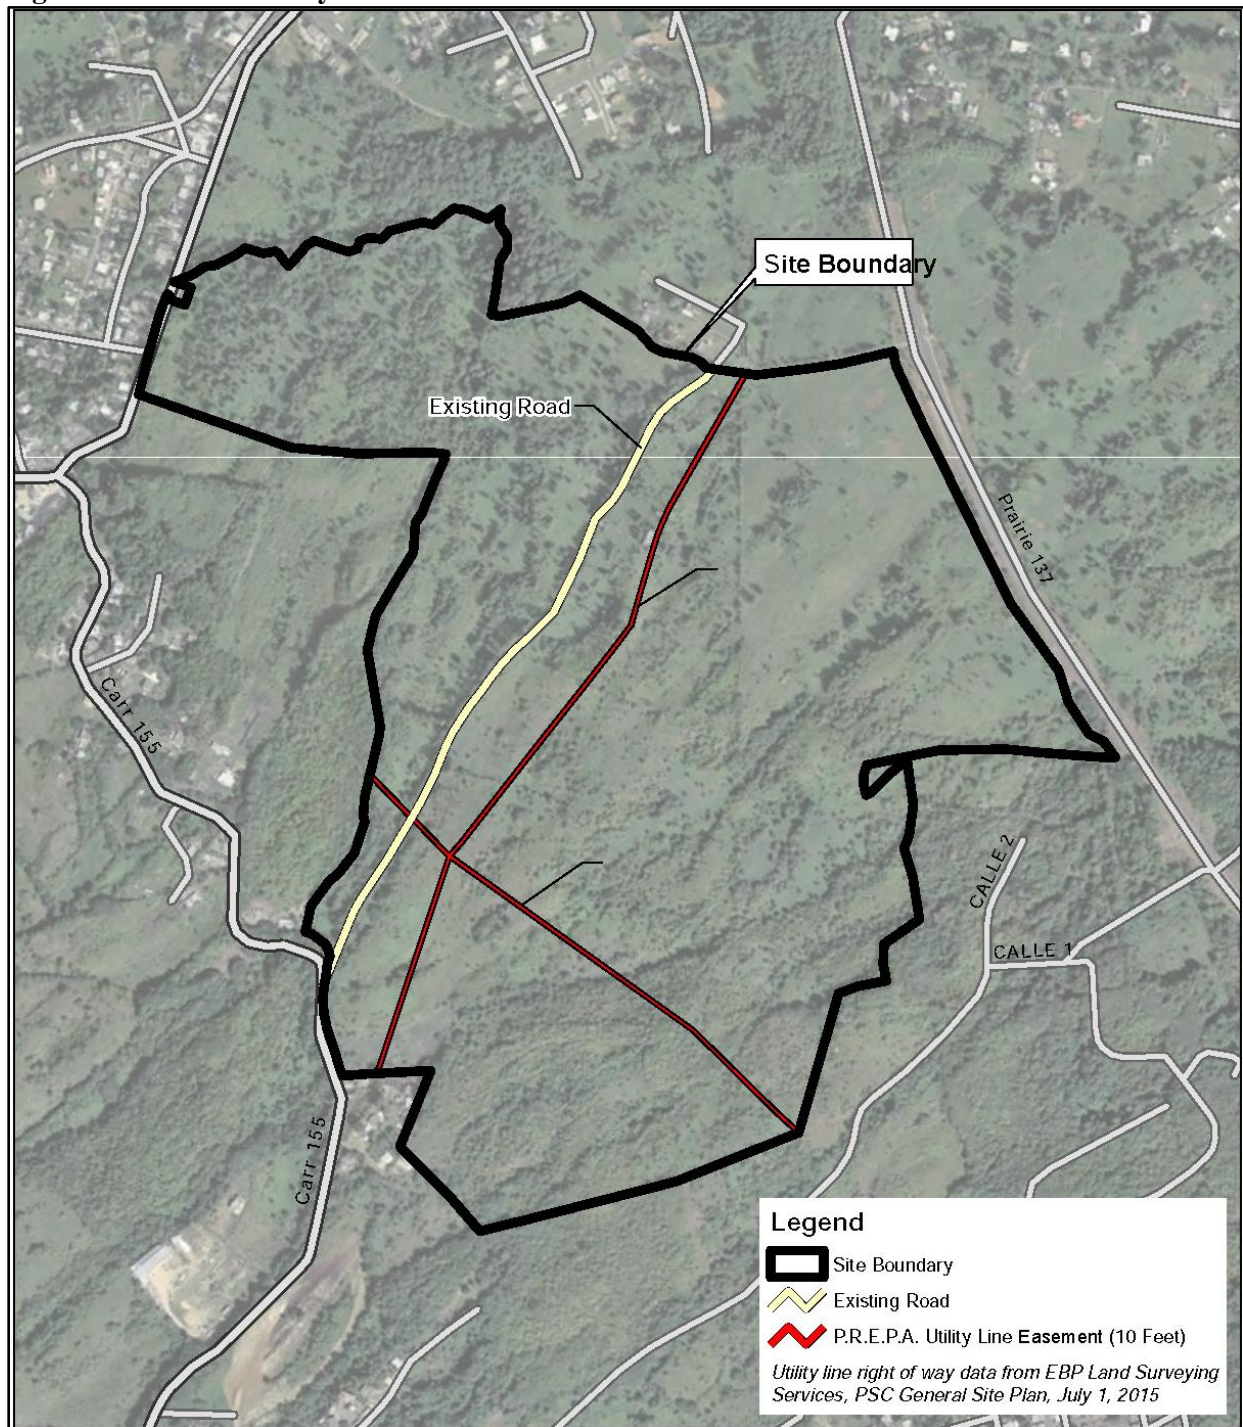 Site Boundary
Existing Road
Prairie 137
Carr 155
CALLE 2
CALLE 1
Carr 155
Legend
Site Boundary
Existing Road
P.R.E.P.A. Utility Line Easement (10 Feet)
Utility line right of way data from EBP Land Surveying
Services, PSC General Site Plan, July 1, 2015